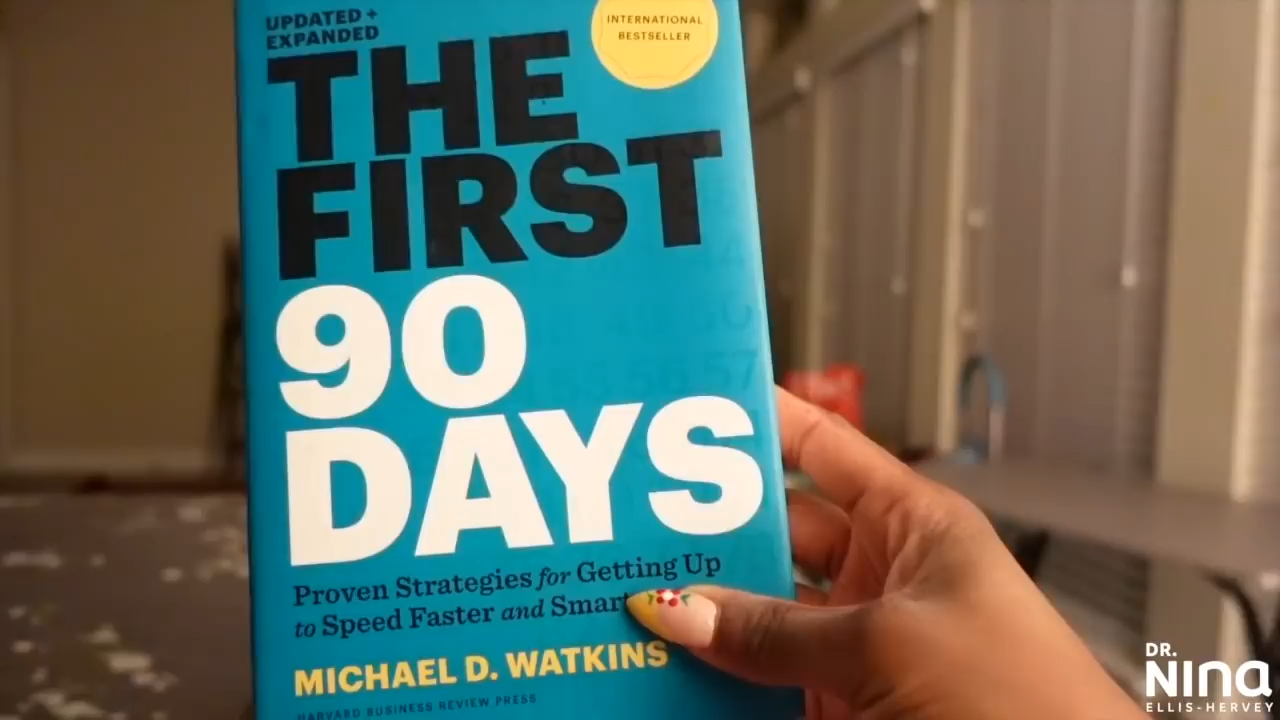 UPDATED +
EXPANDED
INTERNATIONAL
BESTSELLER
THE
FIRST
90
DAYS
Proven Strategies for Getting Up
to Speed Faster and Smar
MICHAEL D. WATKINS
HARVARD BUSINESS REVIEW PRESS
DR.
Nina
ELLIS-HERVEY